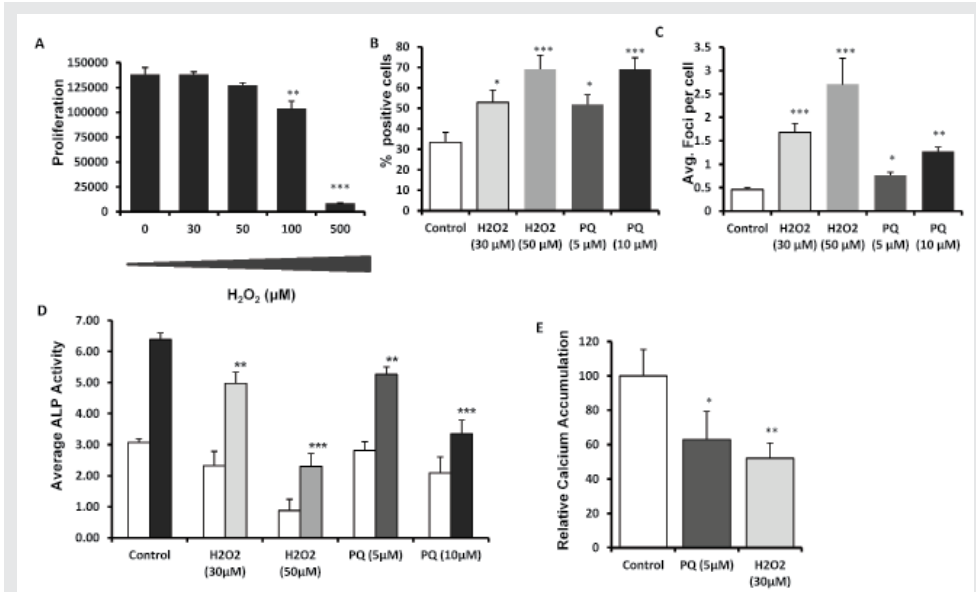 A
Proliferation
150000
125000
100000
75000
50000
25000
0
**
***
0 30 50 100 500
H₂O₂ (µM)
B
% positive cells
80
70
60
50
40
30
20
10
0
* *** * ***
Control H2O2 H2O2 PQ PQ
(30 µM) (50 µM) (5 µM) (10 µM)
C
Avg. Foci per cell
3.5
3
2.5
2
1.5
1
0.5
0
*** *** * **
Control H2O2 H2O2 PQ PQ
(30 µM) (50 µM) (5 µM) (10 µM)
D
Average ALP Activity
7.00
6.00
5.00
4.00
3.00
2.00
1.00
0.00
** *** ** ***
Control H2O2 H2O2 PQ (5µM) PQ (10µM)
(30µM) (50µM)
E
Relative Calcium Accumulation
120
100
80
60
40
20
0
* **
Control PQ (5µM) H2O2
(30µM)